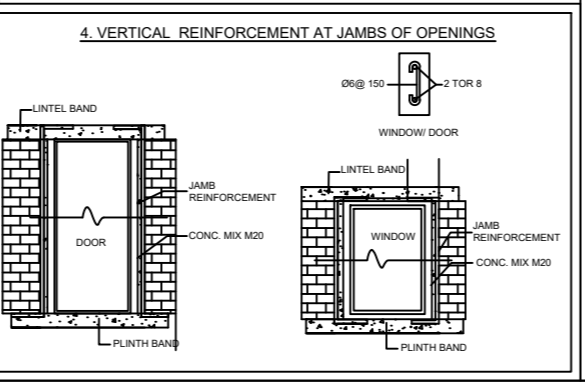 4. VERTICAL REINFORCEMENT AT JAMBS OF OPENINGS
Ø6@ 150
2 TOR 8
WINDOW/ DOOR
LINTEL BAND
JAMB
REINFORCEMENT
CONC. MIX M20
DOOR
PLINTH BAND
LINTEL BAND
WINDOW
JAMB
REINFORCEMENT
CONC. MIX M20
PLINTH BAND